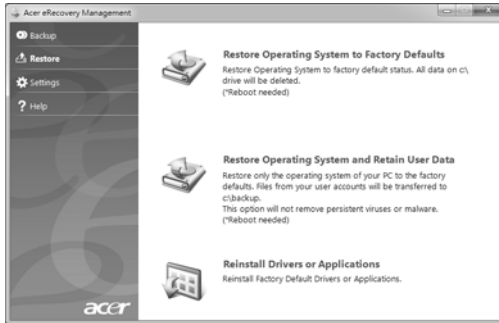 Acer eRecovery Management
Backup
Restore
Settings
? Help
Restore Operating System to Factory Defaults
Restore Operating System to factory default status. All data on c:\
drive will be deleted.
(*Reboot needed)
Restore Operating System and Retain User Data
Restore only the operating system of your PC to the factory
defaults. Files from your user accounts will be transferred to
c:\backup.
This option will not remove persistent viruses or malware.
(*Reboot needed)
Reinstall Drivers or Applications
Reinstall Factory Default Drivers or Applications.
acer